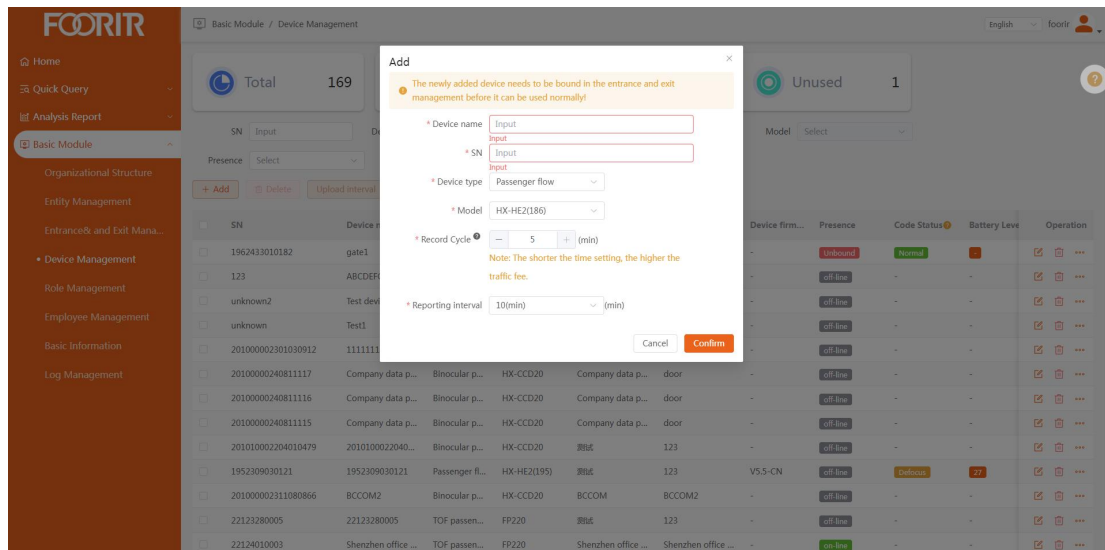 FOORIR
Basic Module / Device Management
English
foorir
Home
Quick Query
Analysis Report
Basic Module
Organizational Structure
Entity Management
Entrance& and Exit Mana...
Device Management
Role Management
Employee Management
Basic Information
Log Management
Total 169
Unused 1
SN Input
Model Select
Presence Select
+ Add Delete Upload interval
Add
The newly added device needs to be bound in the entrance and exit
management before it can be used normally!
* Device name Input
Input
* SN Input
Input
* Device type Passenger flow
* Model HX-HE2(186)
* Record Cycle − 5 + (min)
Note: The shorter the time setting, the higher the
traffic fee.
* Reporting interval 10(min) (min)
Cancel Confirm
SN Device firm... Presence Code Status Battery Leve Operation
1962433010182 gate1 - Unbound Normal
123 - off-line - -
unknown2 Test devi - off-line - -
unknown Test1 - off-line - -
201000002301030912 1111111 - off-line - -
20100000240811117 Company data p... Binocular p... HX-CCD20 Company data p... door - off-line - -
20100000240811116 Company data p... Binocular p... HX-CCD20 Company data p... door - off-line - -
20100000240811115 Company data p... Binocular p... HX-CCD20 Company data p... door - off-line - -
201010002204010479 2010100022040... Binocular p... HX-CCD20 测试 123 - off-line - -
1952309030121 1952309030121 Passenger fl... HX-HE2(195) 测试 123 V5.5-CN off-line Defocus 27
201000002311080866 BCCOM2 Binocular p... HX-CCD20 BCCOM BCCOM2 - off-line - -
22123280005 22123280005 TOF passen... FP220 测试 123 - off-line - -
22124010003 Shenzhen office ... TOF passen... FP220 Shenzhen office ... Shenzhen office ... - on-line - -